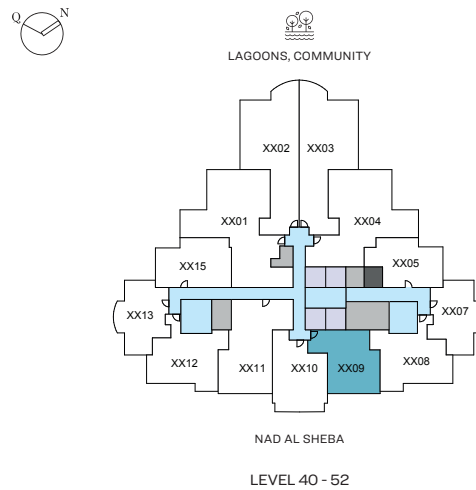 Q N
LAGOONS, COMMUNITY
XX02 XX03
XX01 XX04
XX15 XX05
XX13 XX07
XX12 XX11 XX10 XX09 XX08
NAD AL SHEBA
LEVEL 40 - 52